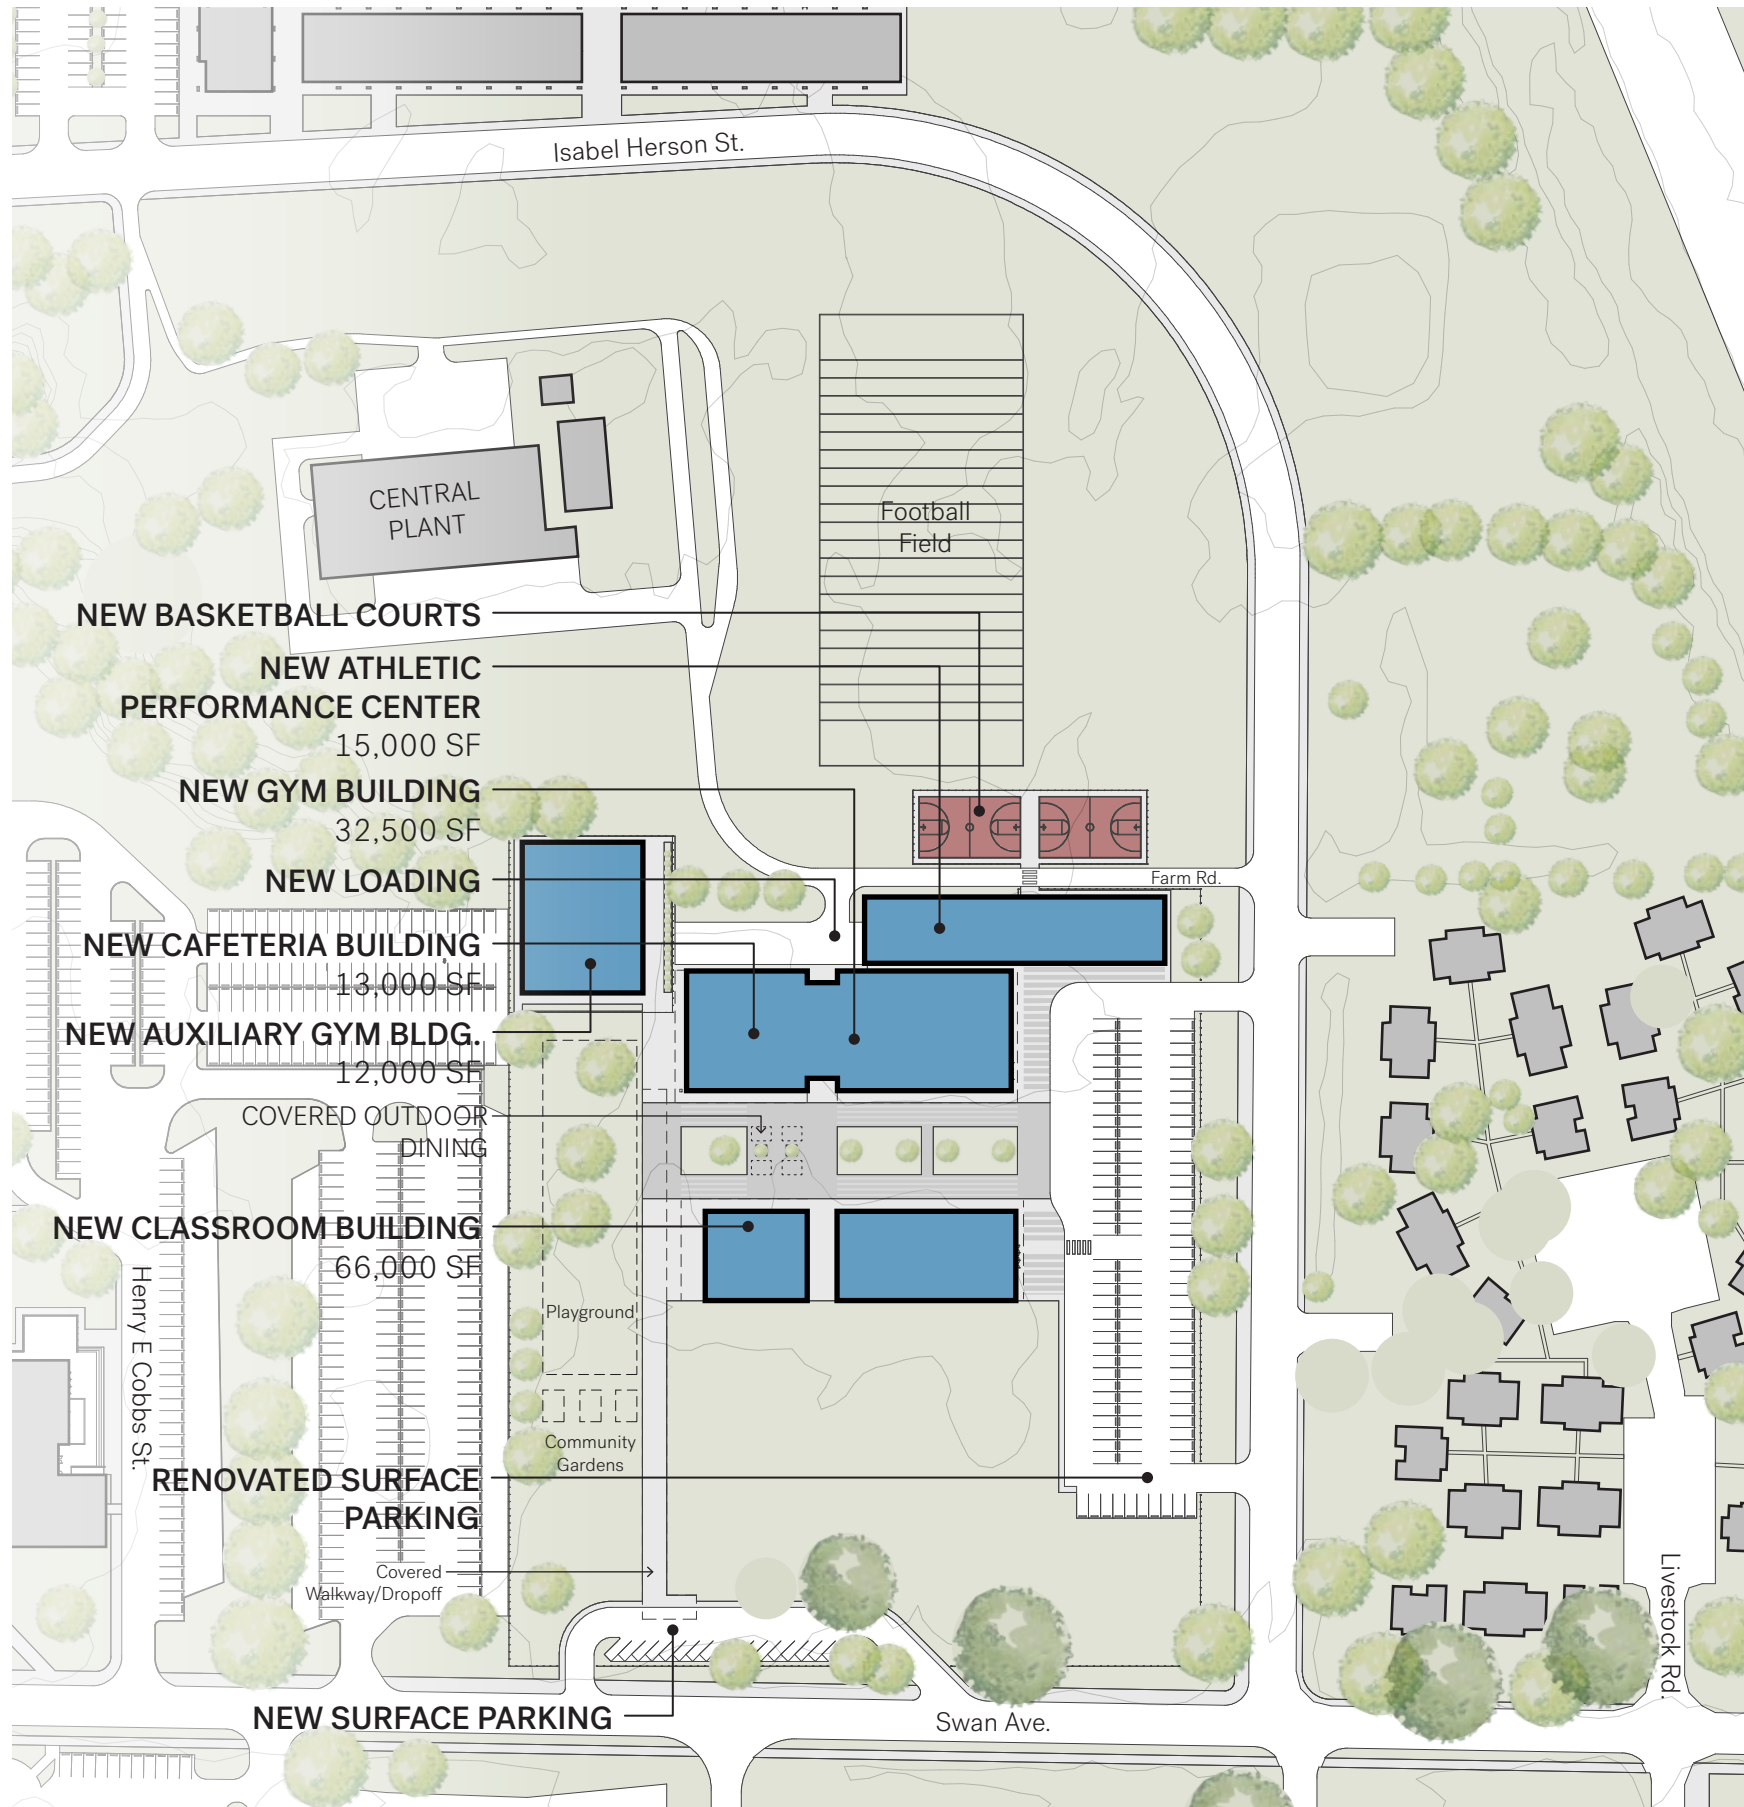 Isabel Herson St.
CENTRAL
PLANT
Football
Field
NEW BASKETBALL COURTS
NEW ATHLETIC
PERFORMANCE CENTER
15,000 SF
NEW GYM BUILDING
32,500 SF
NEW LOADING
Farm Rd.
NEW CAFETERIA BUILDING
13,000 SF
NEW AUXILIARY GYM BLDG.
12,000 SF
COVERED OUTDOOR
DINING
NEW CLASSROOM BUILDING
66,000 SF
Playground
Henry E Cobbs St.
Community
Gardens
RENOVATED SURFACE
PARKING
Covered
Walkway/Dropoff
Livestock Rd.
NEW SURFACE PARKING
Swan Ave.